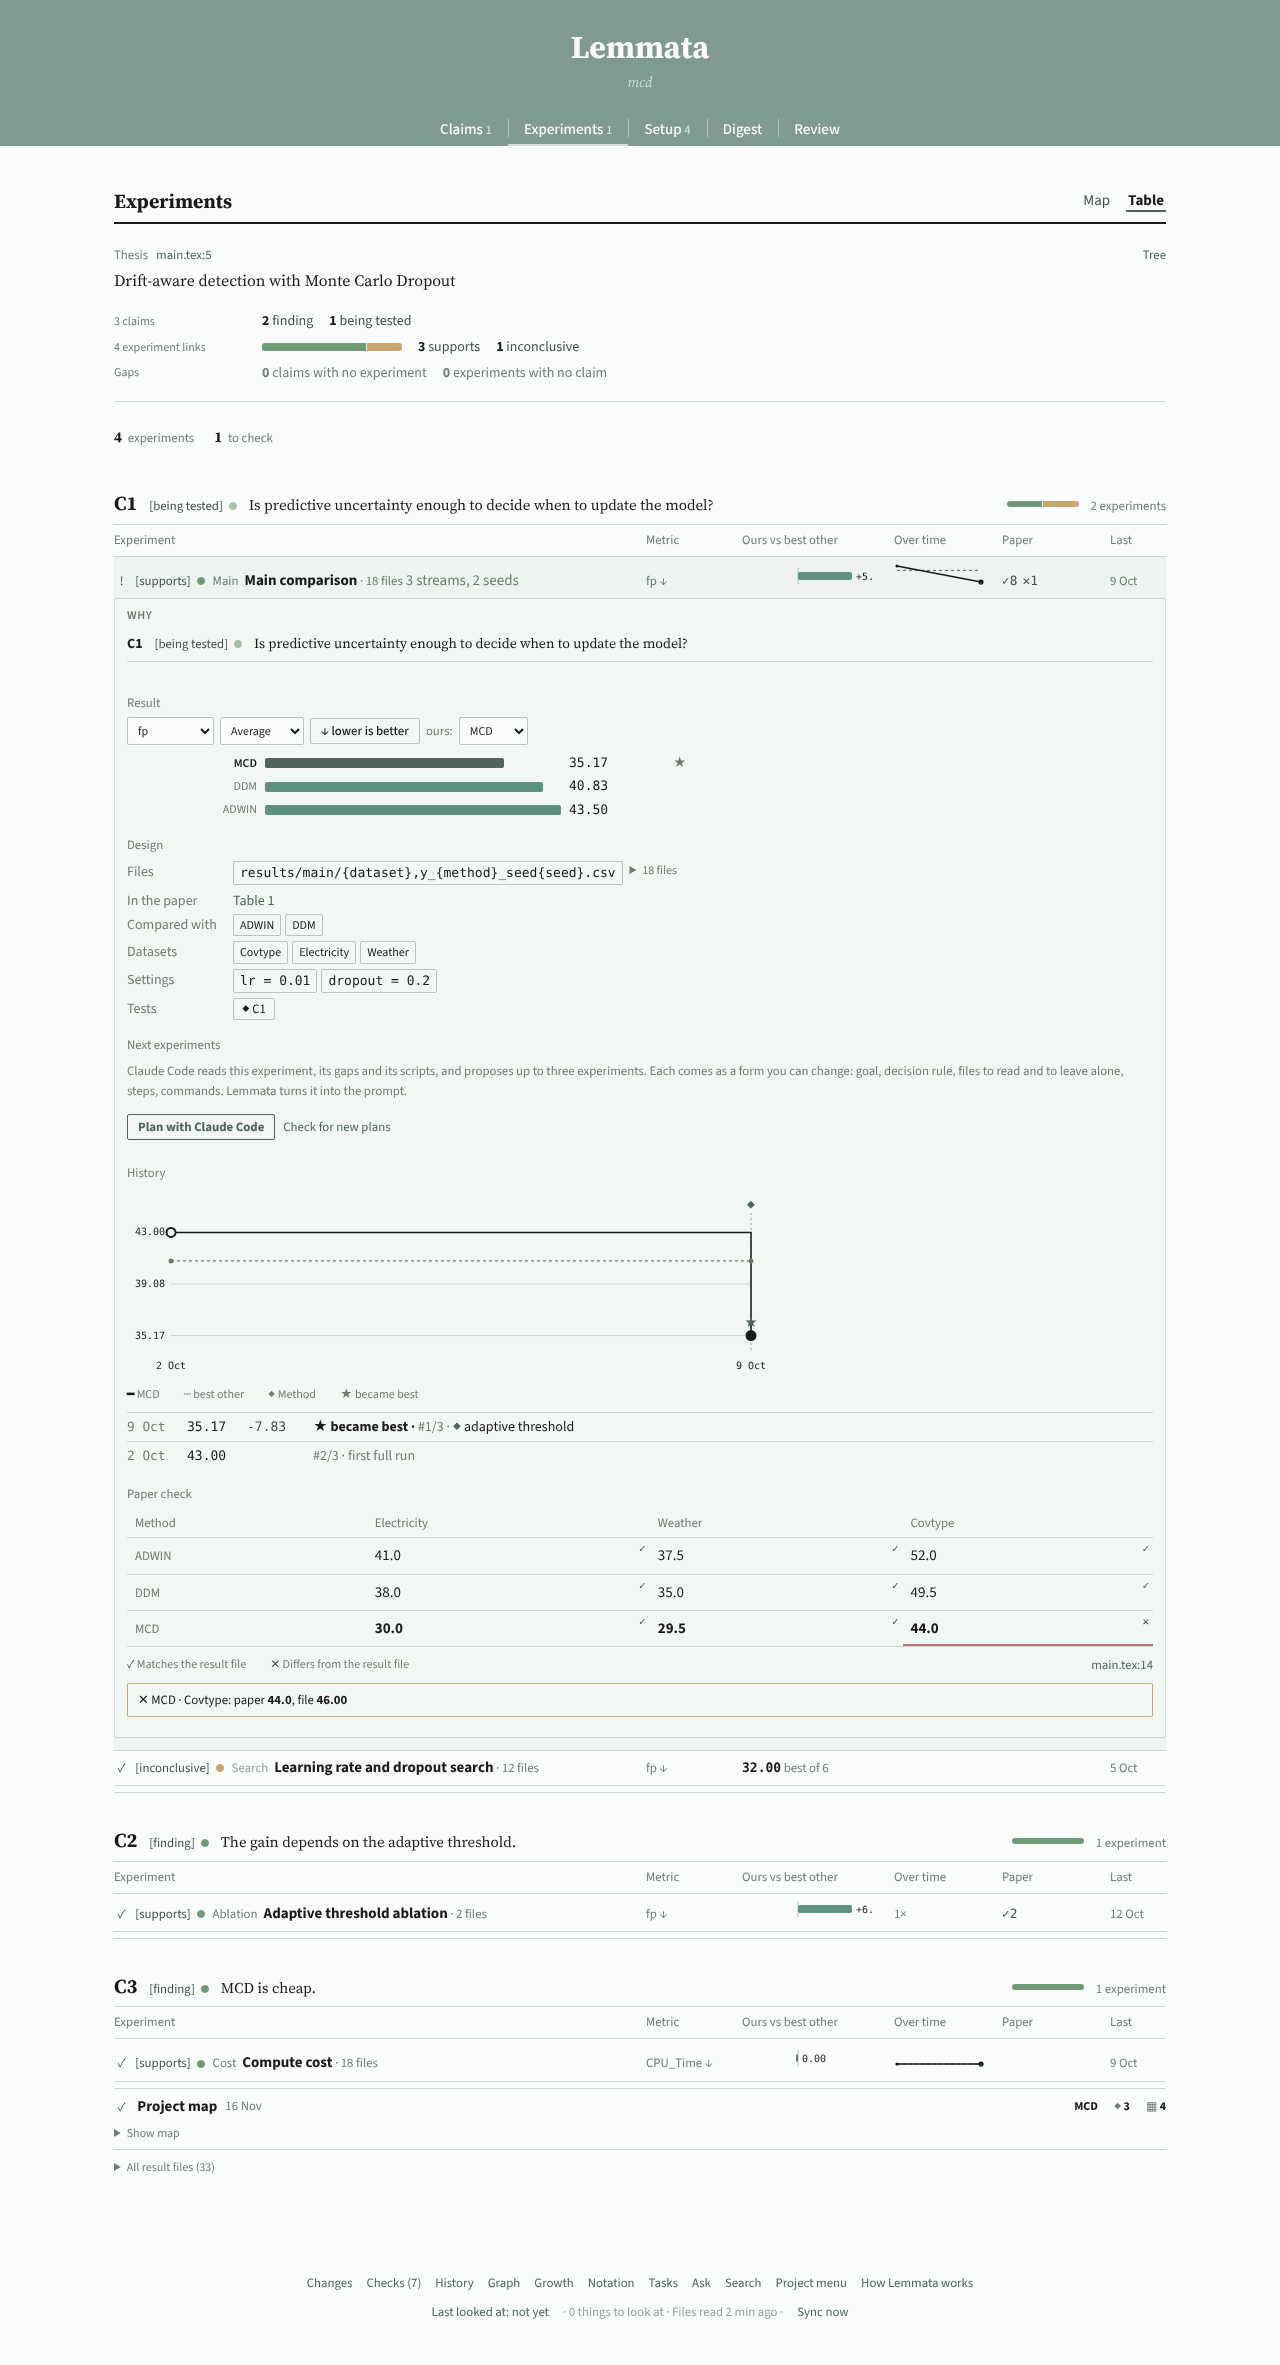 Lemmata
mcd
Claims 1 Experiments 1 Setup 4 Digest Review
Experiments Map Table
Thesis main.tex:5 Tree
Drift-aware detection with Monte Carlo Dropout
3 claims 2 finding 1 being tested
4 experiment links 3 supports 1 inconclusive
Gaps 0 claims with no experiment 0 experiments with no claim
4 experiments 1 to check
C1 [being tested] ● Is predictive uncertainty enough to decide when to update the model? 2 experiments
Experiment Metric Ours vs best other Over time Paper Last
! [supports] ● Main Main comparison · 18 files 3 streams, 2 seeds fp ↓ +5. ✓8 ×1 9 Oct
WHY
C1 [being tested] ● Is predictive uncertainty enough to decide when to update the model?
Result
fp Average ↓ lower is better ours: MCD
MCD 35.17 ★
DDM 40.83
ADWIN 43.50
Design
Files results/main/{dataset},y_{method}_seed{seed}.csv ▶ 18 files
In the paper Table 1
Compared with ADWIN DDM
Datasets Covtype Electricity Weather
Settings lr = 0.01 dropout = 0.2
Tests ◆ C1
Next experiments
Claude Code reads this experiment, its gaps and its scripts, and proposes up to three experiments. Each comes as a form you can change: goal, decision rule, files to read and to leave alone,
steps, commands. Lemmata turns it into the prompt.
Plan with Claude Code Check for new plans
History
43.00
39.08
35.17
2 Oct 9 Oct
MCD best other ◆ Method ★ became best
9 Oct 35.17 -7.83 ★ became best · #1/3 · ◆ adaptive threshold
2 Oct 43.00 #2/3 · first full run
Paper check
Method Electricity Weather Covtype
ADWIN 41.0 ✓ 37.5 ✓ 52.0 ✓
DDM 38.0 ✓ 35.0 ✓ 49.5 ✓
MCD 30.0 ✓ 29.5 ✓ 44.0 ×
✓ Matches the result file ✕ Differs from the result file main.tex:14
✕ MCD · Covtype: paper 44.0, file 46.00
✓ [inconclusive] ● Search Learning rate and dropout search · 12 files fp ↓ 32.00 best of 6 5 Oct
C2 [finding] ● The gain depends on the adaptive threshold. 1 experiment
Experiment Metric Ours vs best other Over time Paper Last
✓ [supports] ● Ablation Adaptive threshold ablation · 2 files fp ↓ +6. 1× ✓2 12 Oct
C3 [finding] ● MCD is cheap. 1 experiment
Experiment Metric Ours vs best other Over time Paper Last
✓ [supports] ● Cost Compute cost · 18 files CPU_Time ↓ 0.00 9 Oct
✓ Project map 16 Nov MCD ◆ 3 ▦ 4
▶ Show map
▶ All result files (33)
Changes Checks (7) History Graph Growth Notation Tasks Ask Search Project menu How Lemmata works
Last looked at: not yet · 0 things to look at · Files read 2 min ago · Sync now